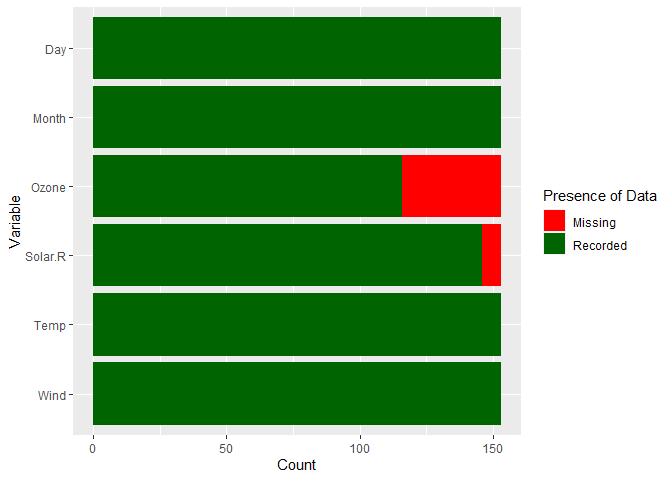 Day
Month
Ozone
Solar.R
Temp
Wind
Variable
0 50 100 150
Count
Presence of Data
Missing
Recorded